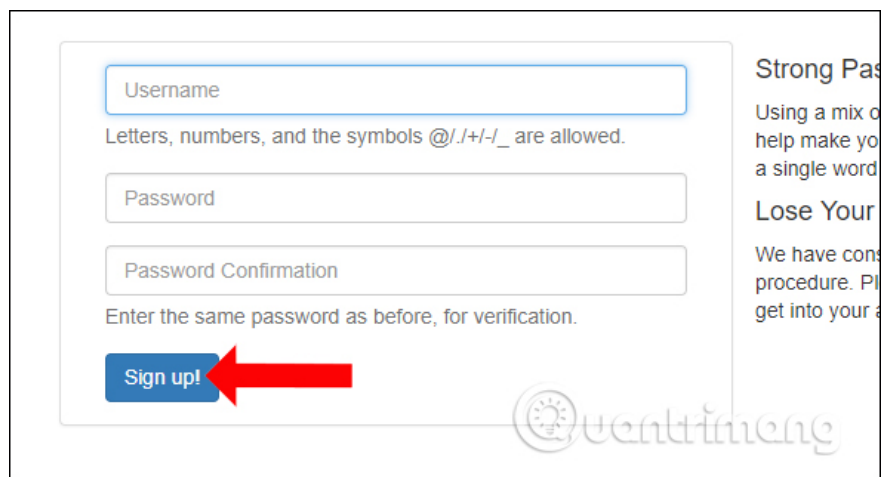 Username
Letters, numbers, and the symbols @/./+/-/_ are allowed.
Password
Password Confirmation
Enter the same password as before, for verification.
Sign up!
Strong Pas
Using a mix o
help make yo
a single word
Lose Your
We have cons
procedure. Pl
get into your a
Quantrimang